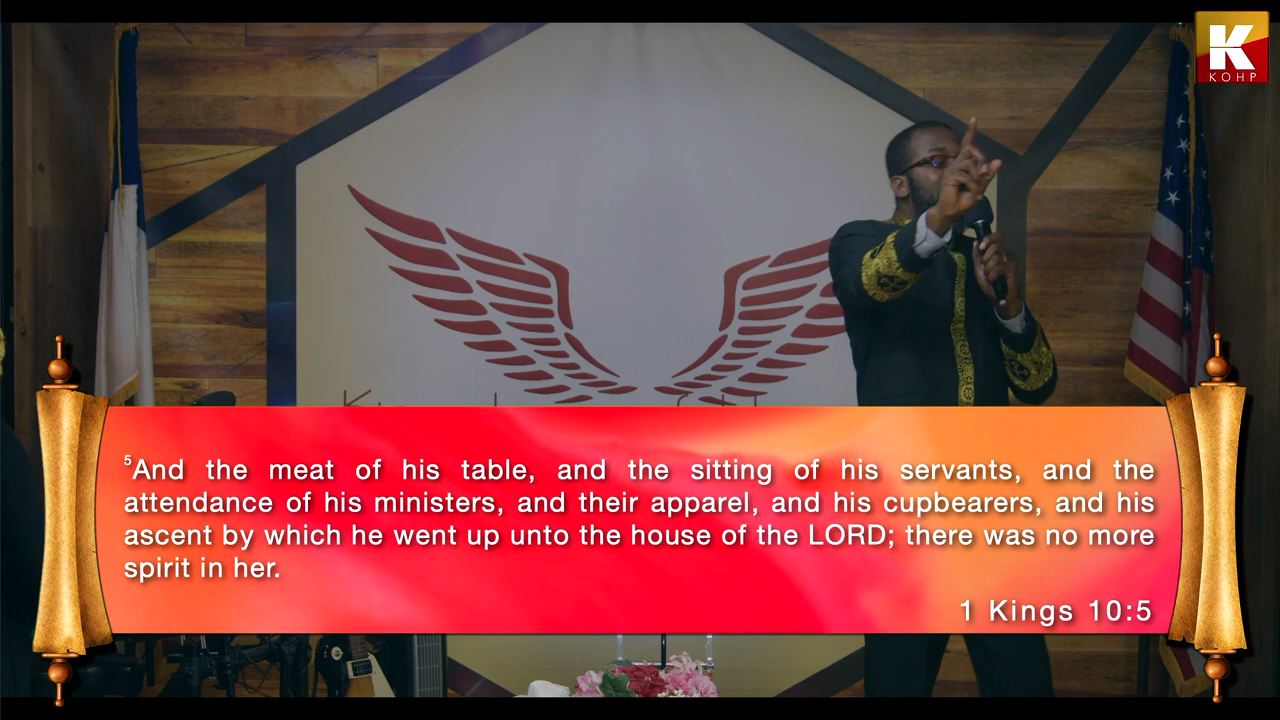 K
KOHP
⁵And the meat of his table, and the sitting of his servants, and the
attendance of his ministers, and their apparel, and his cupbearers, and his
ascent by which he went up unto the house of the LORD; there was no more
spirit in her.
1 Kings 10:5